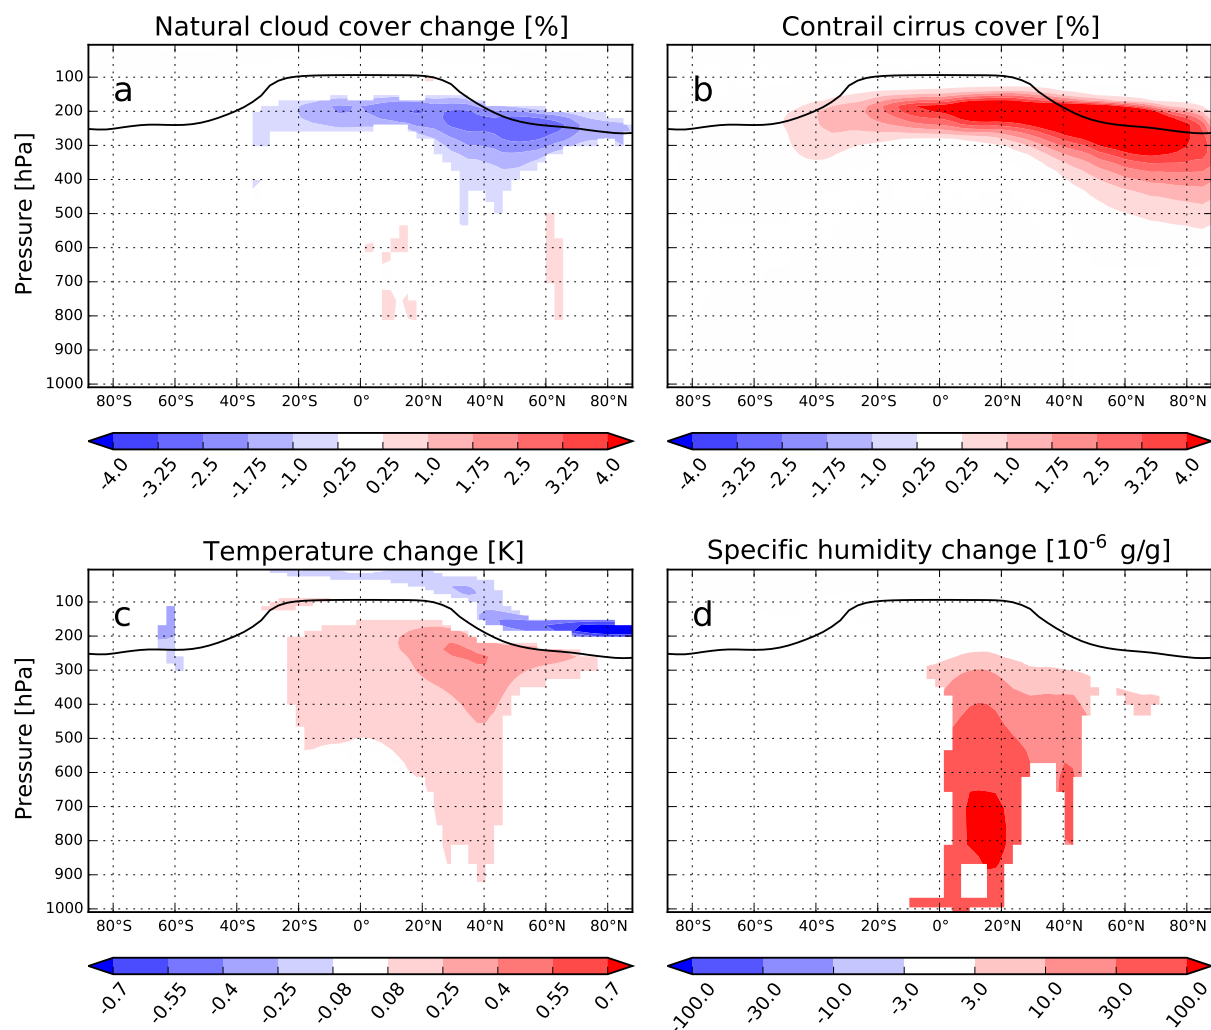 Natural cloud cover change [%]
Contrail cirrus cover [%]
a
b
Pressure [hPa]
100
200
300
400
500
600
700
800
900
1000
80°S 60°S 40°S 20°S 0° 20°N 40°N 60°N 80°N
80°S 60°S 40°S 20°S 0° 20°N 40°N 60°N 80°N
-4.0 -3.25 -2.5 -1.75 -1.0 -0.25 0.25 1.0 1.75 2.5 3.25 4.0
-4.0 -3.25 -2.5 -1.75 -1.0 -0.25 0.25 1.0 1.75 2.5 3.25 4.0
Temperature change [K]
Specific humidity change [10⁻⁶ g/g]
c
d
Pressure [hPa]
100
200
300
400
500
600
700
800
900
1000
80°S 60°S 40°S 20°S 0° 20°N 40°N 60°N 80°N
80°S 60°S 40°S 20°S 0° 20°N 40°N 60°N 80°N
-0.7 -0.55 -0.4 -0.25 -0.08 0.08 0.25 0.4 0.55 0.7
-100.0 -30.0 -10.0 -3.0 3.0 10.0 30.0 100.0